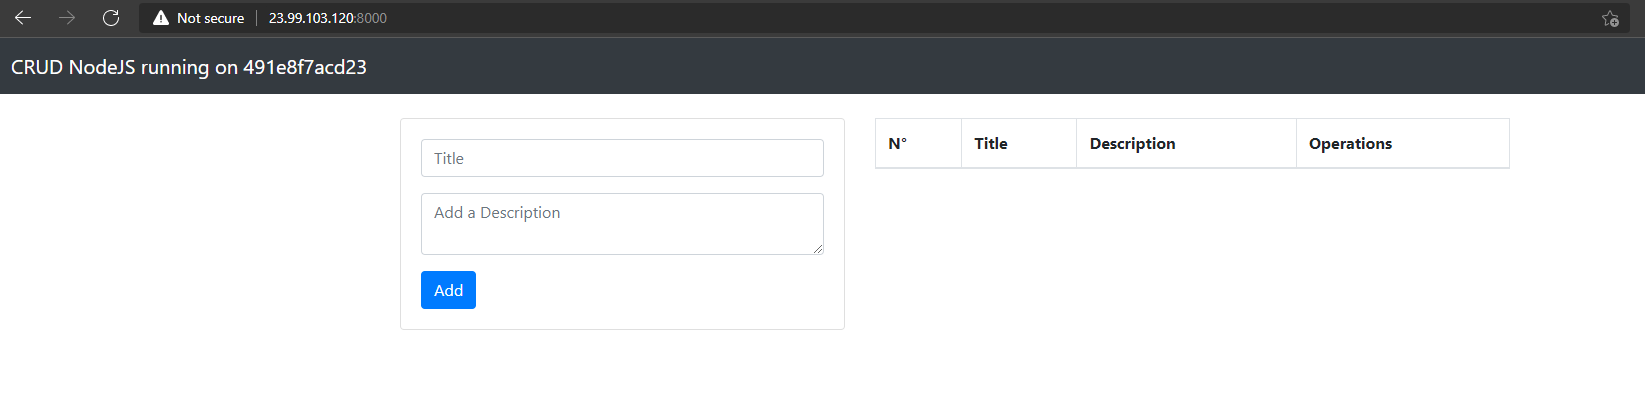 Not secure 23.99.103.120:8000
CRUD NodeJS running on 491e8f7acd23
Title
Add a Description
Add
N° Title Description Operations